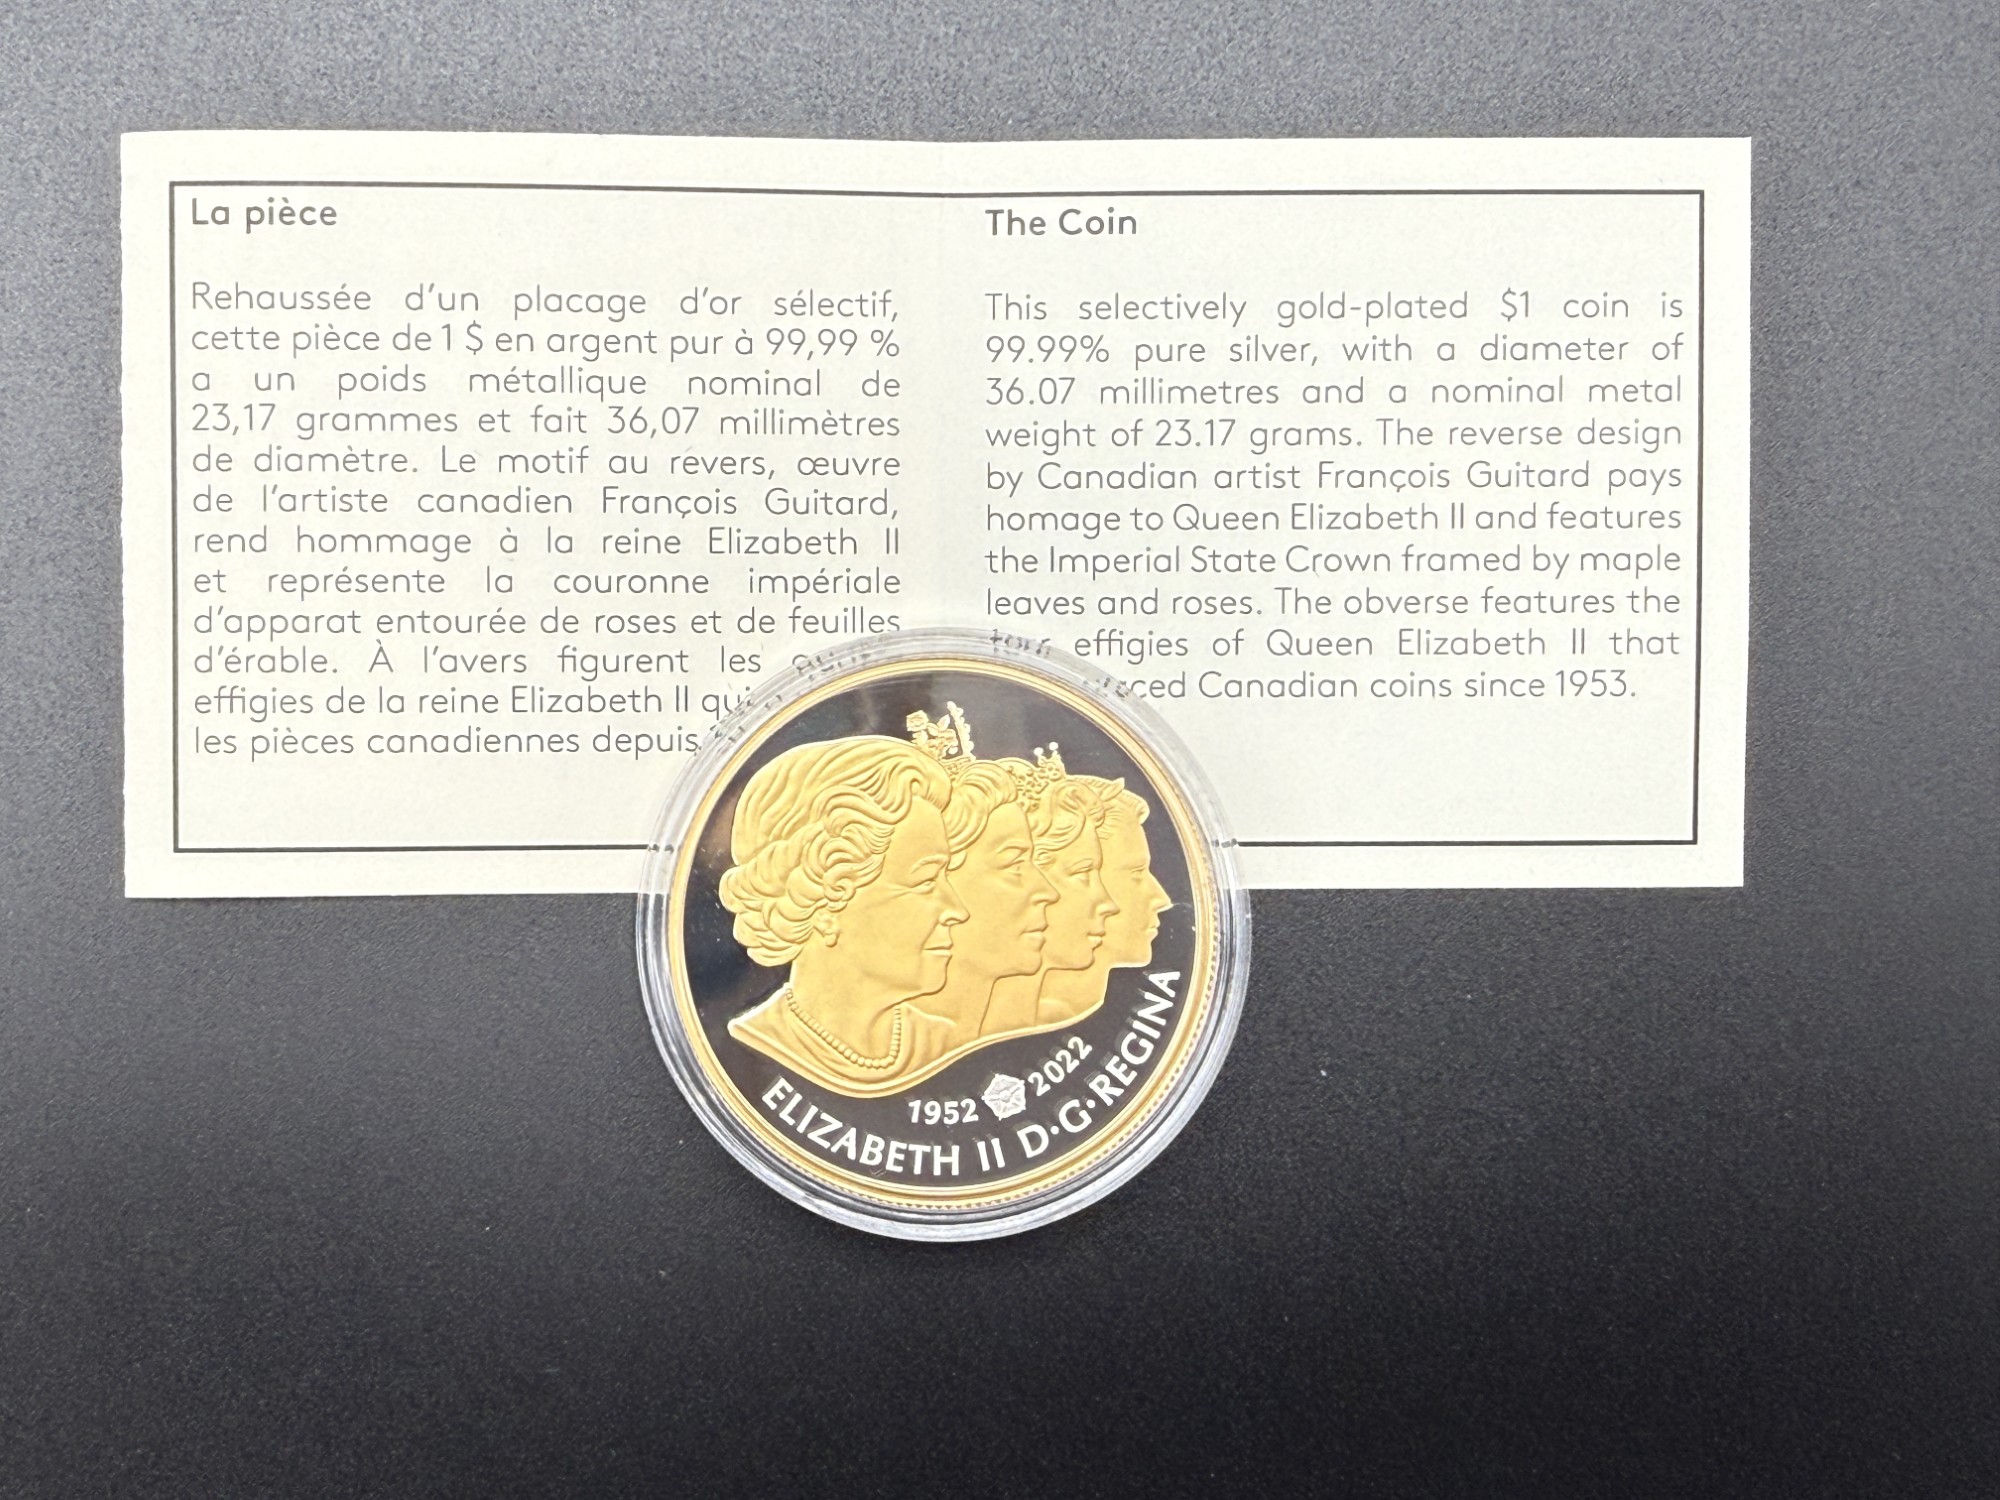 La pièce
Rehaussée d'un placage d'or sélectif,
cette pièce de 1 $ en argent pur à 99,99 %
a un poids métallique nominal de
23,17 grammes et fait 36,07 millimètres
de diamètre. Le motif au revers, œuvre
de l'artiste canadien François Guitard,
rend hommage à la reine Elizabeth II
et représente la couronne impériale
d'apparat entourée de roses et de feuilles
d'érable. À l'avers figurent les
effigies de la reine Elizabeth II qui
les pièces canadiennes depuis
The Coin
This selectively gold-plated $1 coin is
99.99% pure silver, with a diameter of
36.07 millimetres and a nominal metal
weight of 23.17 grams. The reverse design
by Canadian artist François Guitard pays
homage to Queen Elizabeth II and features
the Imperial State Crown framed by maple
leaves and roses. The obverse features the
four effigies of Queen Elizabeth II that
Canadian coins since 1953.
1952 2022
ELIZABETH II D·G·REGINA